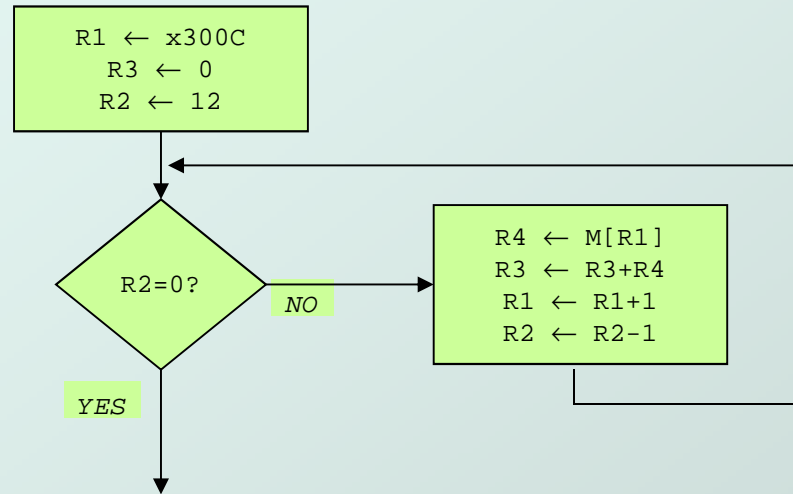 R1 ← x300C
R3 ← 0
R2 ← 12
R2=0?
NO
R4 ← M[R1]
R3 ← R3+R4
R1 ← R1+1
R2 ← R2-1
YES